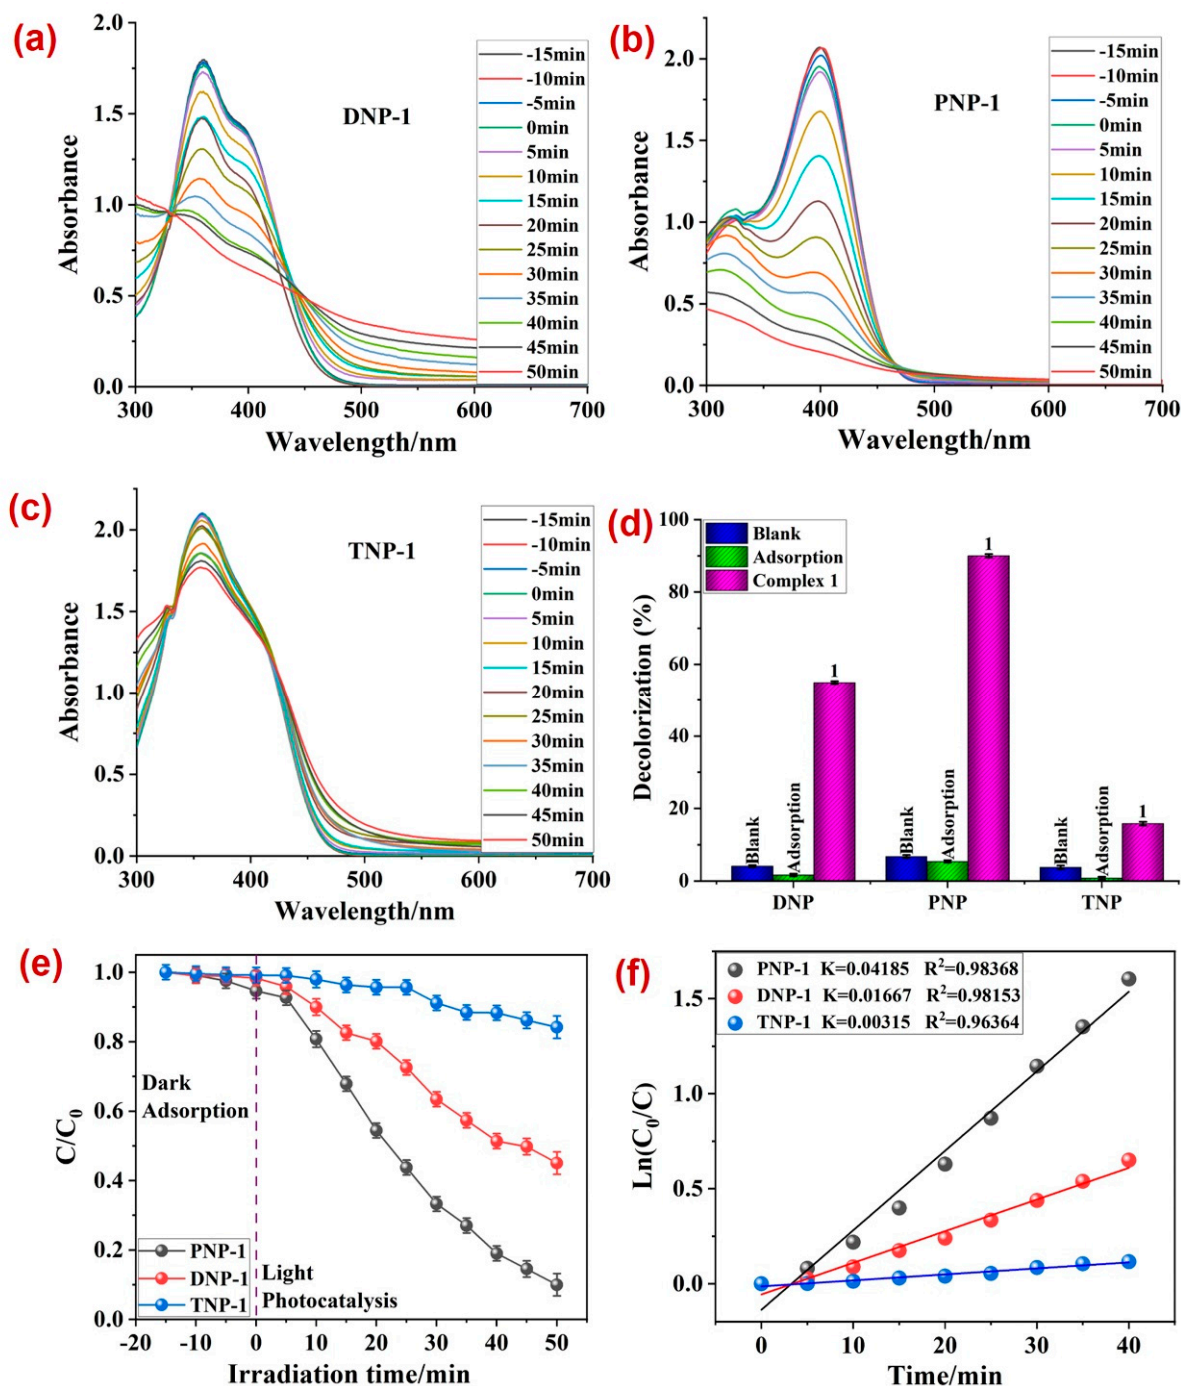 (a)
2.0
1.5
1.0
0.5
0.0
Absorbance
DNP-1
-15min
-10min
-5min
0min
5min
10min
15min
20min
25min
30min
35min
40min
45min
50min
300 400 500 600 700
Wavelength/nm
(b)
2.0
1.5
1.0
0.5
0.0
Absorbance
PNP-1
-15min
-10min
-5min
0min
5min
10min
15min
20min
25min
30min
35min
40min
45min
50min
300 400 500 600 700
Wavelength/nm
(c)
2.0
1.5
1.0
0.5
0.0
Absorbance
TNP-1
-15min
-10min
-5min
0min
5min
10min
15min
20min
25min
30min
35min
40min
45min
50min
300 400 500 600 700
Wavelength/nm
(d)
100
80
60
40
20
0
Decolorization (%)
Blank
Adsorption
Complex 1
Blank
Adsorption
1
Blank
Adsorption
1
Blank
Adsorption
1
DNP PNP TNP
(e)
1.0
0.8
0.6
0.4
0.2
0.0
C/C₀
Dark
Adsorption
Light
Photocatalysis
PNP-1
DNP-1
TNP-1
-20 -10 0 10 20 30 40 50
Irradiation time/min
(f)
1.5
1.0
0.5
0.0
Ln(C₀/C)
PNP-1 K=0.04185 R²=0.98368
DNP-1 K=0.01667 R²=0.98153
TNP-1 K=0.00315 R²=0.96364
0 10 20 30 40
Time/min